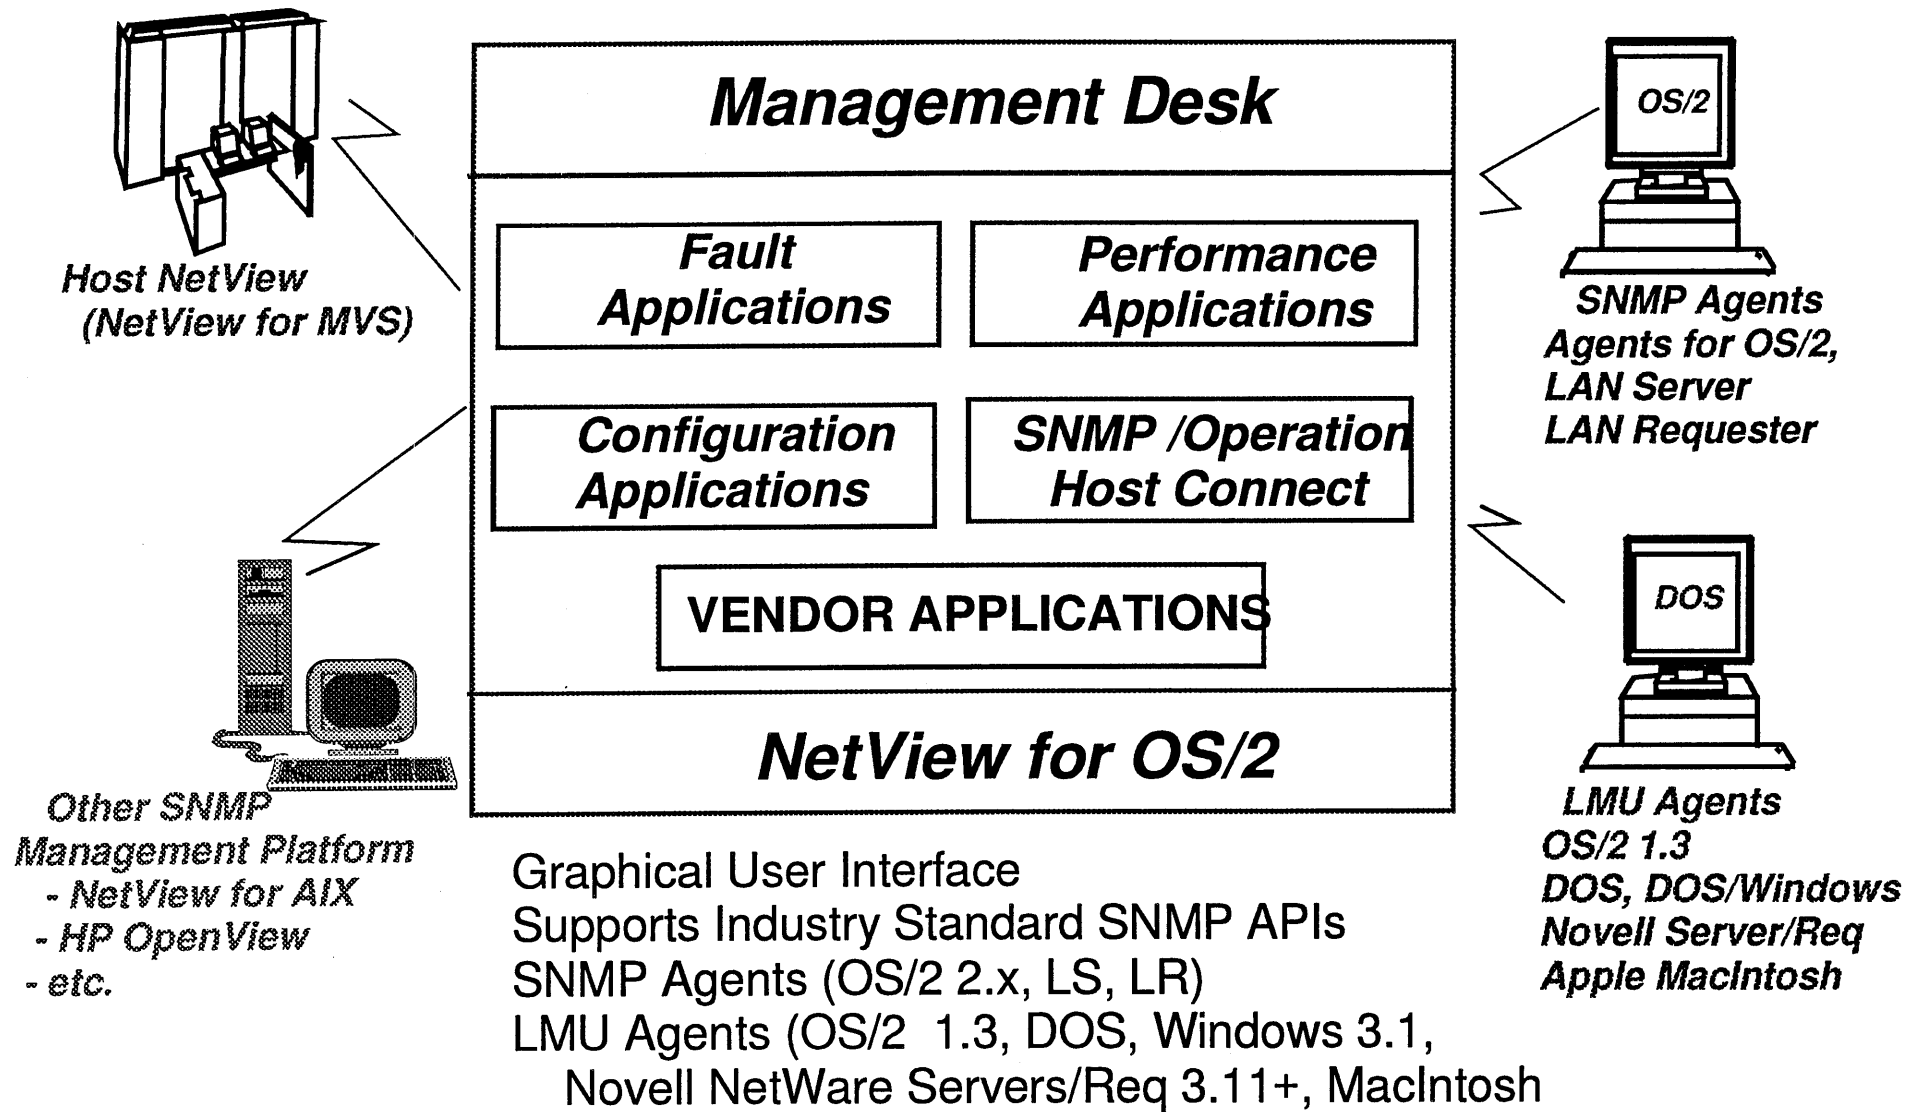 Management Desk
OS/2
Fault
Applications
Performance
Applications
Host NetView
(NetView for MVS)
SNMP Agents
Agents for OS/2,
LAN Server
LAN Requester
Configuration
Applications
SNMP /Operation
Host Connect
VENDOR APPLICATIONS
DOS
NetView for OS/2
Other SNMP
Management Platform
- NetView for AIX
- HP OpenView
- etc.
LMU Agents
OS/2 1.3
DOS, DOS/Windows
Novell Server/Req
Apple MacIntosh
Graphical User Interface
Supports Industry Standard SNMP APIs
SNMP Agents (OS/2 2.x, LS, LR)
LMU Agents (OS/2 1.3, DOS, Windows 3.1,
Novell NetWare Servers/Req 3.11+, MacIntosh